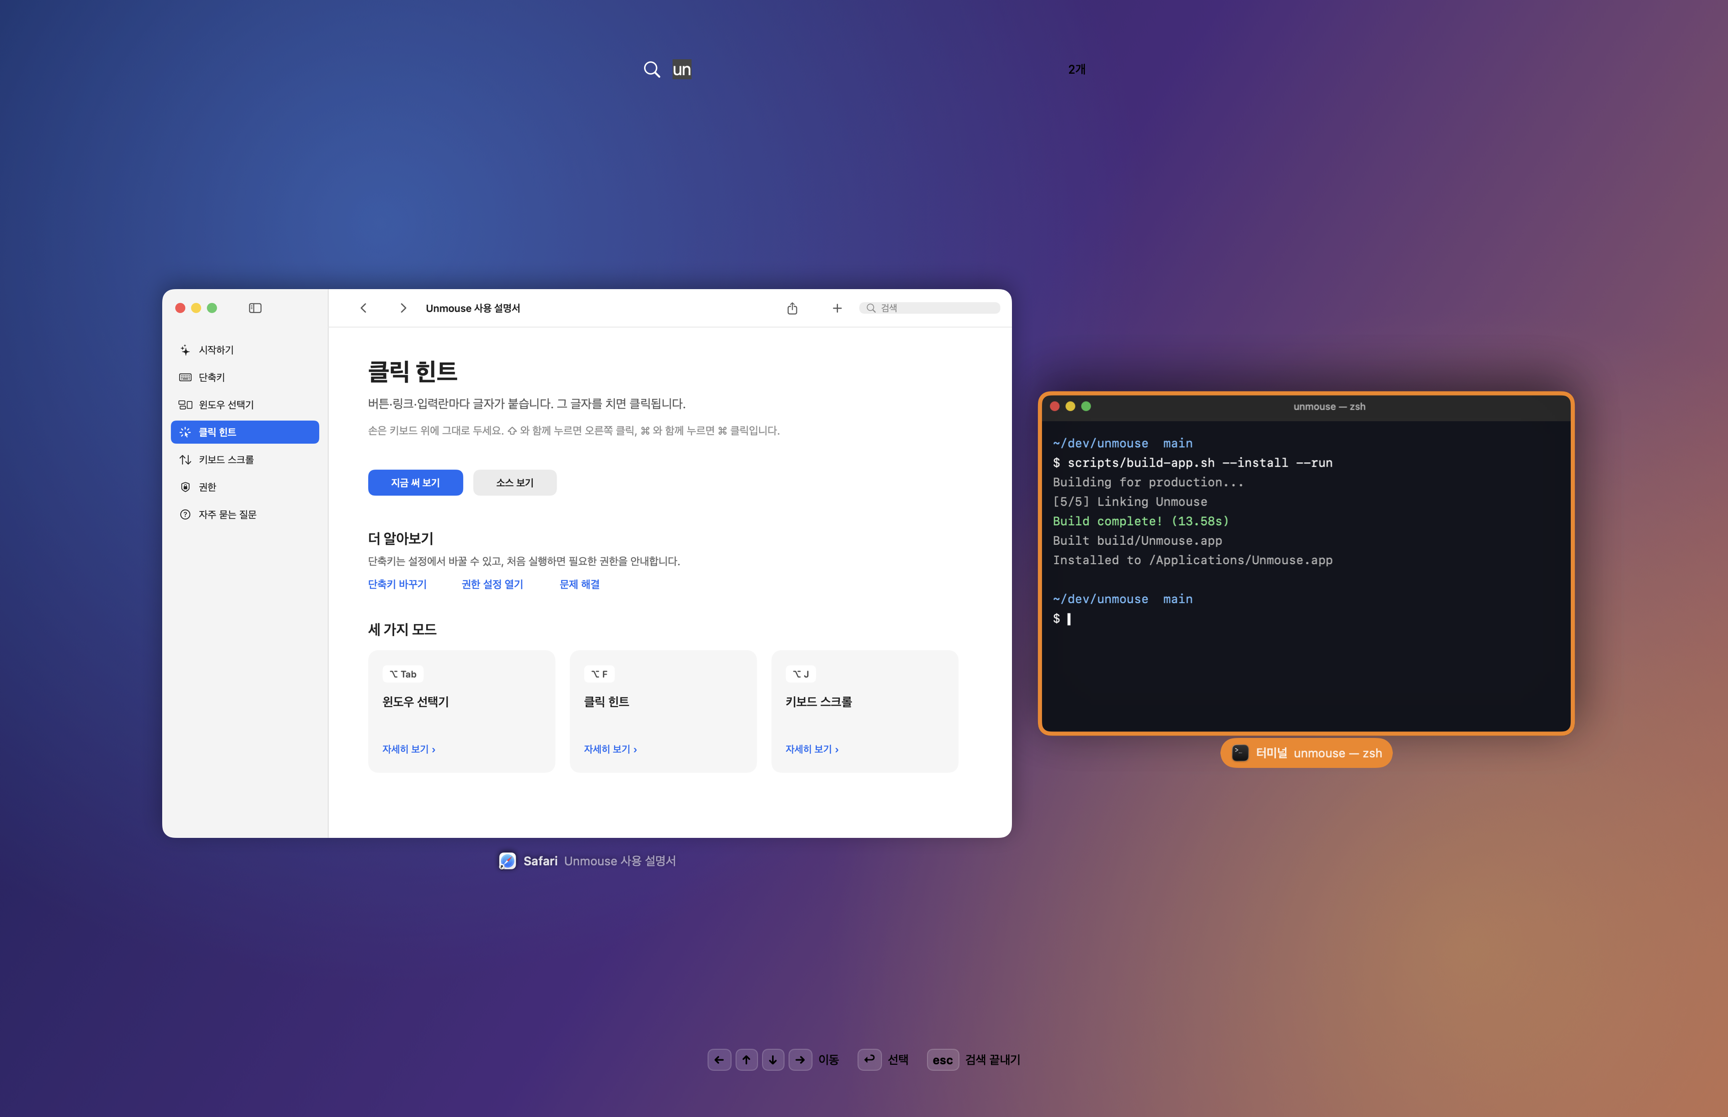 un
2개
Unmouse 사용 설명서
검색
시작하기
단축키
윈도우 선택기
클릭 힌트
키보드 스크롤
권한
자주 묻는 질문
클릭 힌트
버튼·링크·입력란마다 글자가 붙습니다. 그 글자를 치면 클릭됩니다.
손은 키보드 위에 그대로 두세요. ⇧ 와 함께 누르면 오른쪽 클릭, ⌘ 와 함께 누르면 ⌘ 클릭입니다.
지금 써 보기
소스 보기
더 알아보기
단축키는 설정에서 바꿀 수 있고, 처음 실행하면 필요한 권한을 안내합니다.
단축키 바꾸기
권한 설정 열기
문제 해결
세 가지 모드
⌥ Tab
윈도우 선택기
자세히 보기 ›
⌥ F
클릭 힌트
자세히 보기 ›
⌥ J
키보드 스크롤
자세히 보기 ›
Safari Unmouse 사용 설명서
unmouse — zsh
~/dev/unmouse main
$ scripts/build-app.sh --install --run
Building for production...
[5/5] Linking Unmouse
Build complete! (13.58s)
Built build/Unmouse.app
Installed to /Applications/Unmouse.app
~/dev/unmouse main
$
터미널 unmouse — zsh
← ↑ ↓ → 이동 ↩ 선택 esc 검색 끝내기